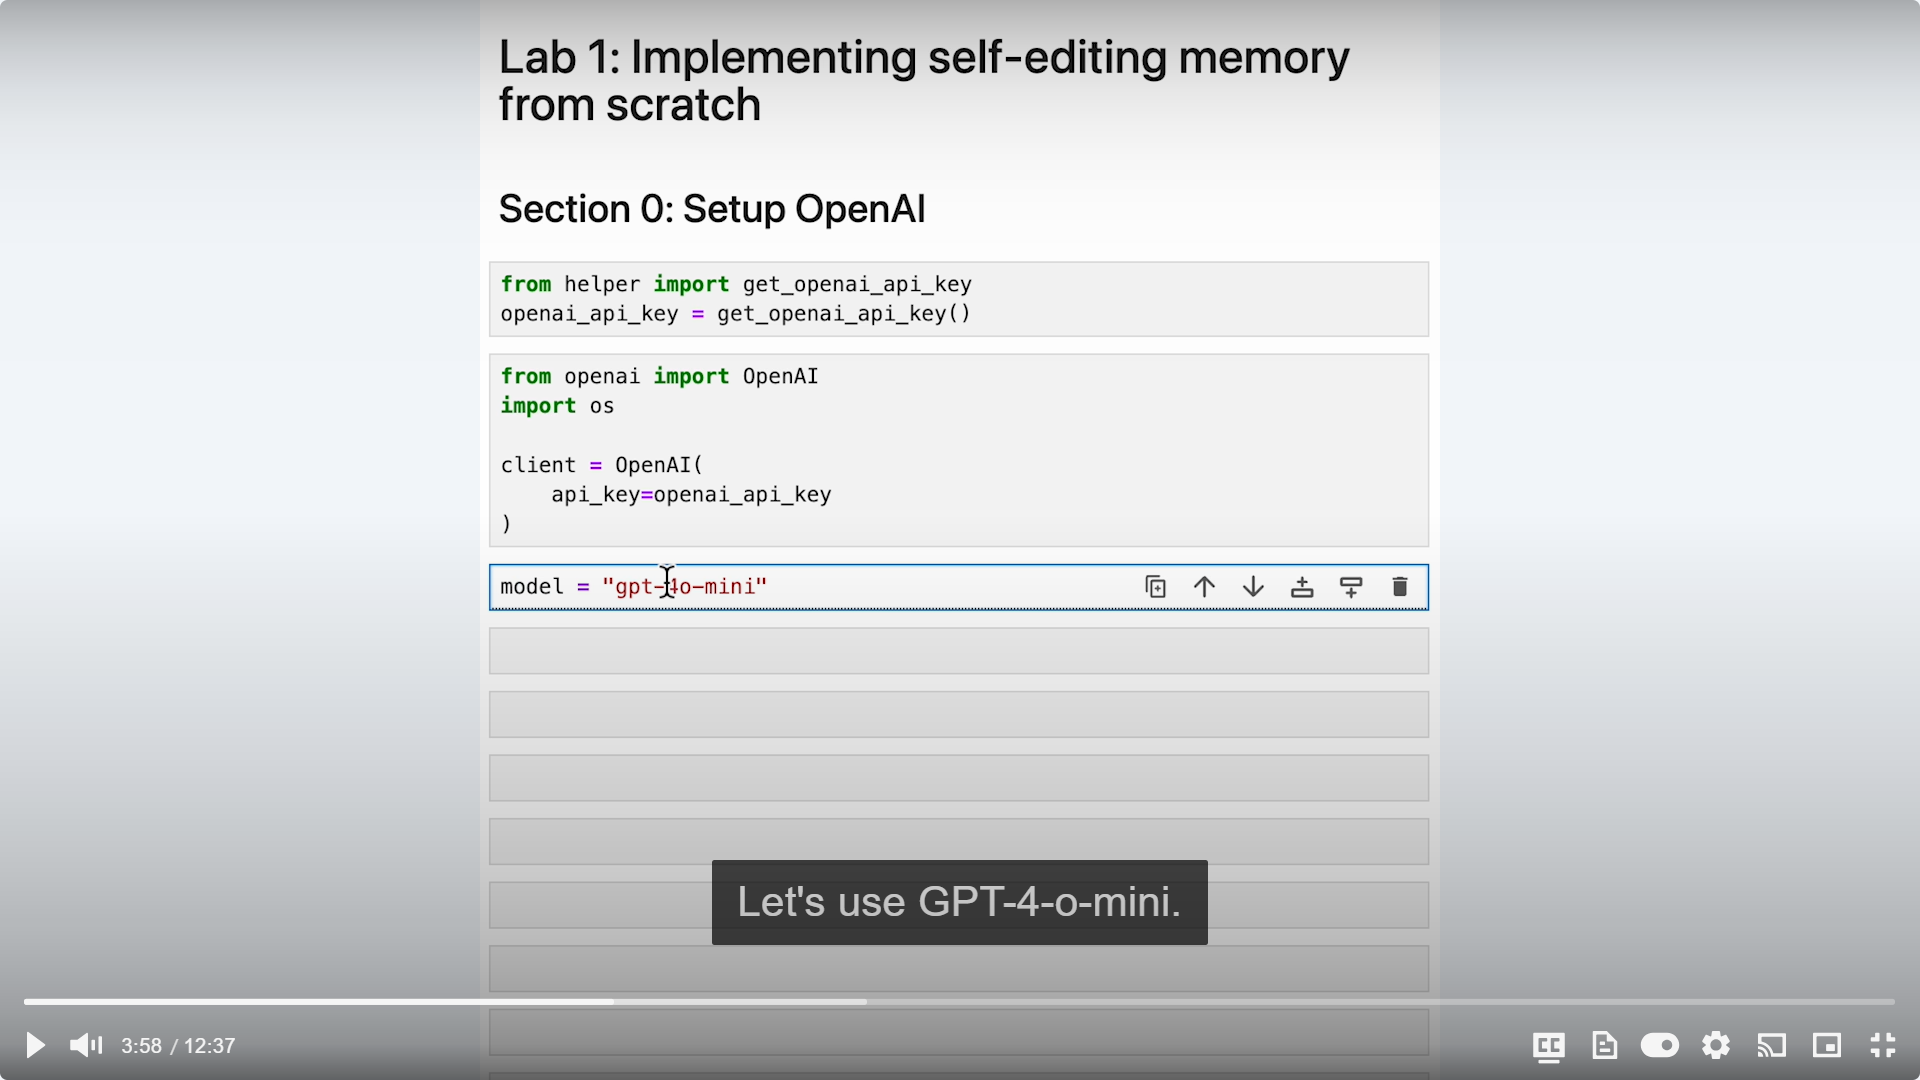 Lab 1: Implementing self-editing memory
from scratch
Section 0: Setup OpenAI
from helper import get_openai_api_key
openai_api_key = get_openai_api_key()
from openai import OpenAI
import os
client = OpenAI(
    api_key=openai_api_key
)
model = "gpt-4o-mini"
Let's use GPT-4-o-mini.
3:58 / 12:37
CC